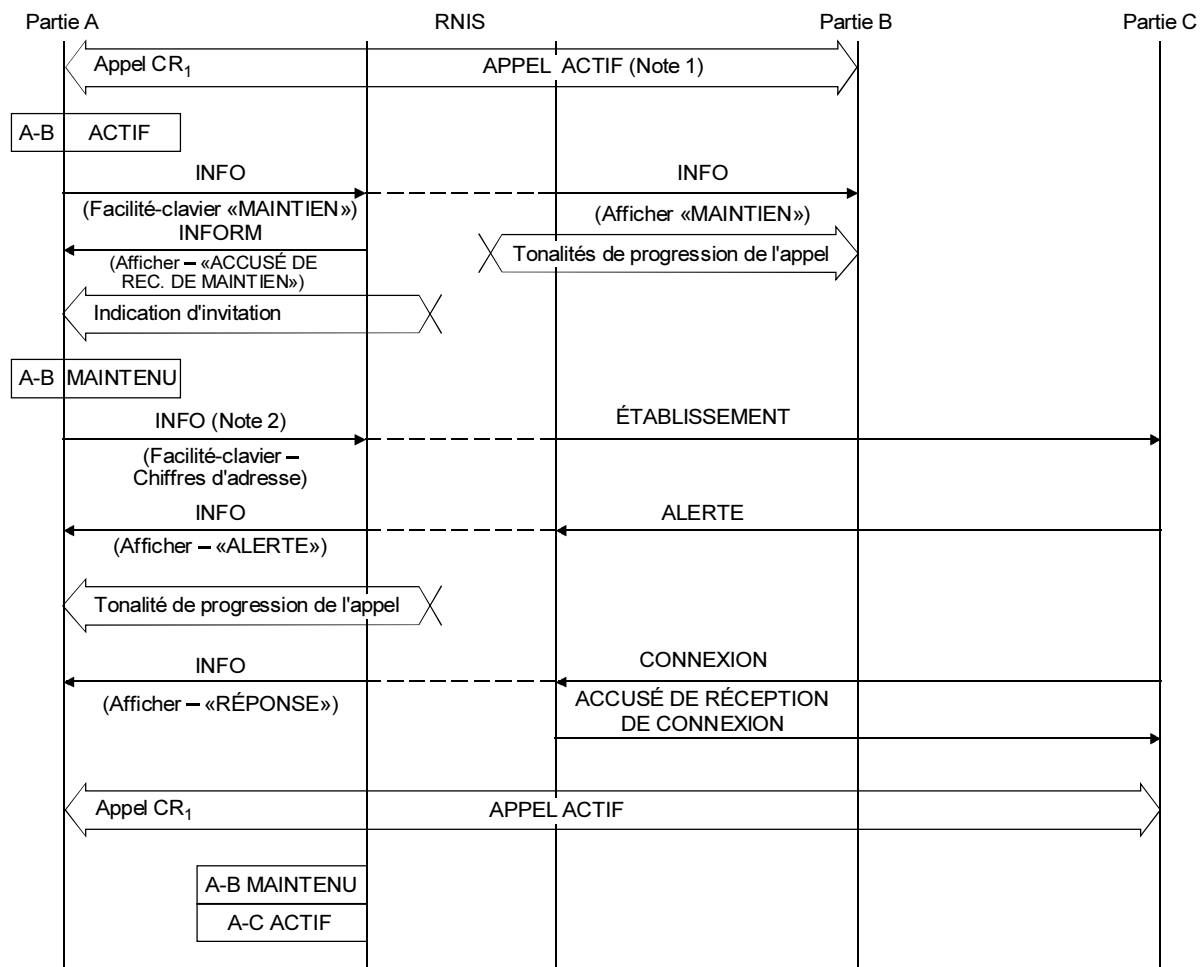 Partie A
RNIS
Partie B
Partie C
Appel CR1
APPEL ACTIF (Note 1)
A-B
ACTIF
INFO
INFO
(Facilité-clavier «MAINTIEN»)
(Afficher «MAINTIEN»)
INFORM
(Afficher – «ACCUSÉ DE
REC. DE MAINTIEN»)
Tonalités de progression de l'appel
Indication d'invitation
A-B
MAINTENU
INFO (Note 2)
ÉTABLISSEMENT
(Facilité-clavier –
Chiffres d'adresse)
INFO
ALERTE
(Afficher – «ALERTE»)
Tonalité de progression de l'appel
INFO
CONNEXION
(Afficher – «RÉPONSE»)
ACCUSÉ DE RÉCEPTION
DE CONNEXION
Appel CR1
APPEL ACTIF
A-B MAINTENU
A-C ACTIF